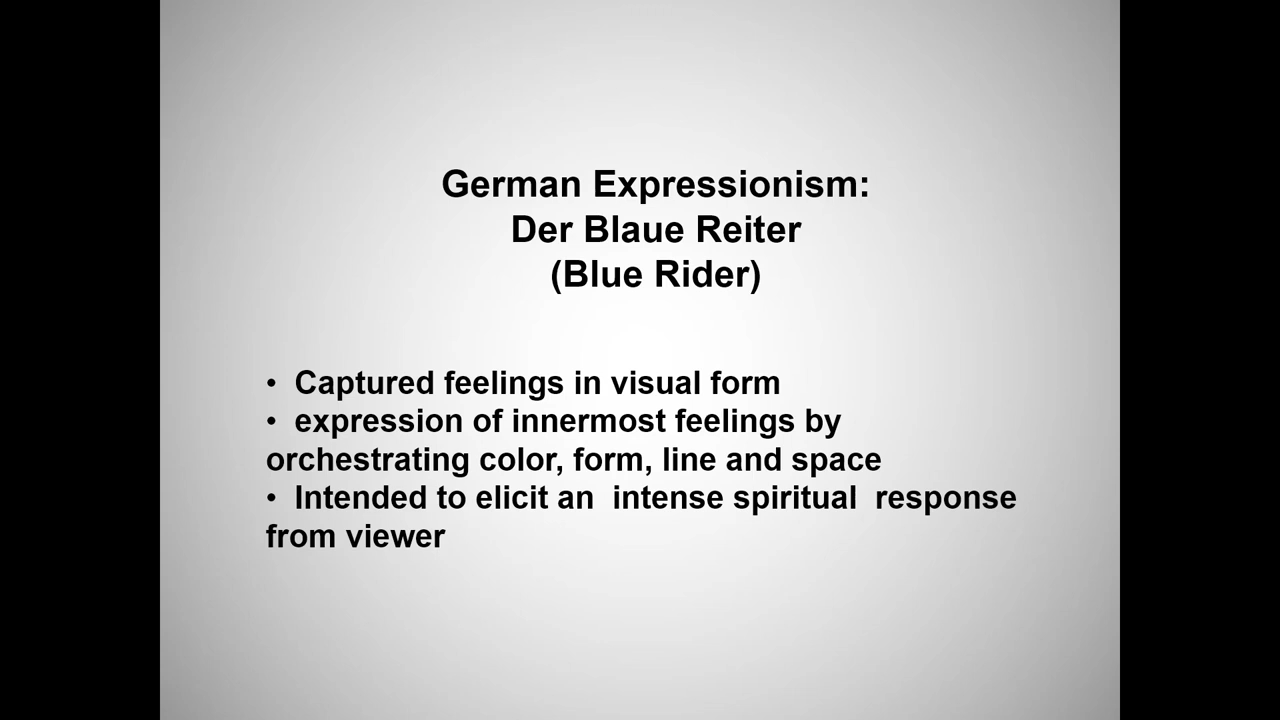 German Expressionism:
Der Blaue Reiter
(Blue Rider)
• Captured feelings in visual form
• expression of innermost feelings by
orchestrating color, form, line and space
• Intended to elicit an  intense spiritual  response
from viewer